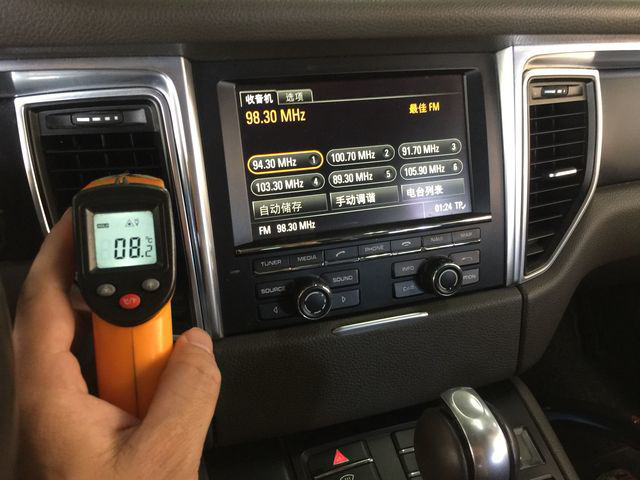 收音机 选项
98.30 MHz 最佳 FM
94.30 MHz 1 100.70 MHz 2 91.70 MHz 3
103.30 MHz 4 89.30 MHz 5 105.90 MHz 6
自动储存 手动调谐 电台列表
FM 98.30 MHz 01:24 TP
TUNER MEDIA PHONE NAVI MAP
SOURCE SOUND INFO
HOLD
08.2 °C